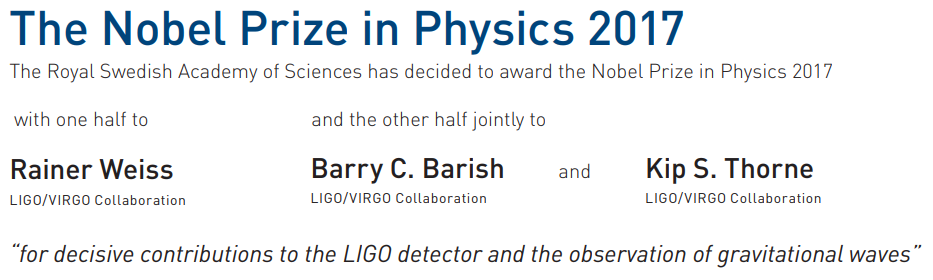 The Nobel Prize in Physics 2017
The Royal Swedish Academy of Sciences has decided to award the Nobel Prize in Physics 2017
with one half to
and the other half jointly to
Rainer Weiss
Barry C. Barish and Kip S. Thorne
LIGO/VIRGO Collaboration
LIGO/VIRGO Collaboration
LIGO/VIRGO Collaboration
“for decisive contributions to the LIGO detector and the observation of gravitational waves”